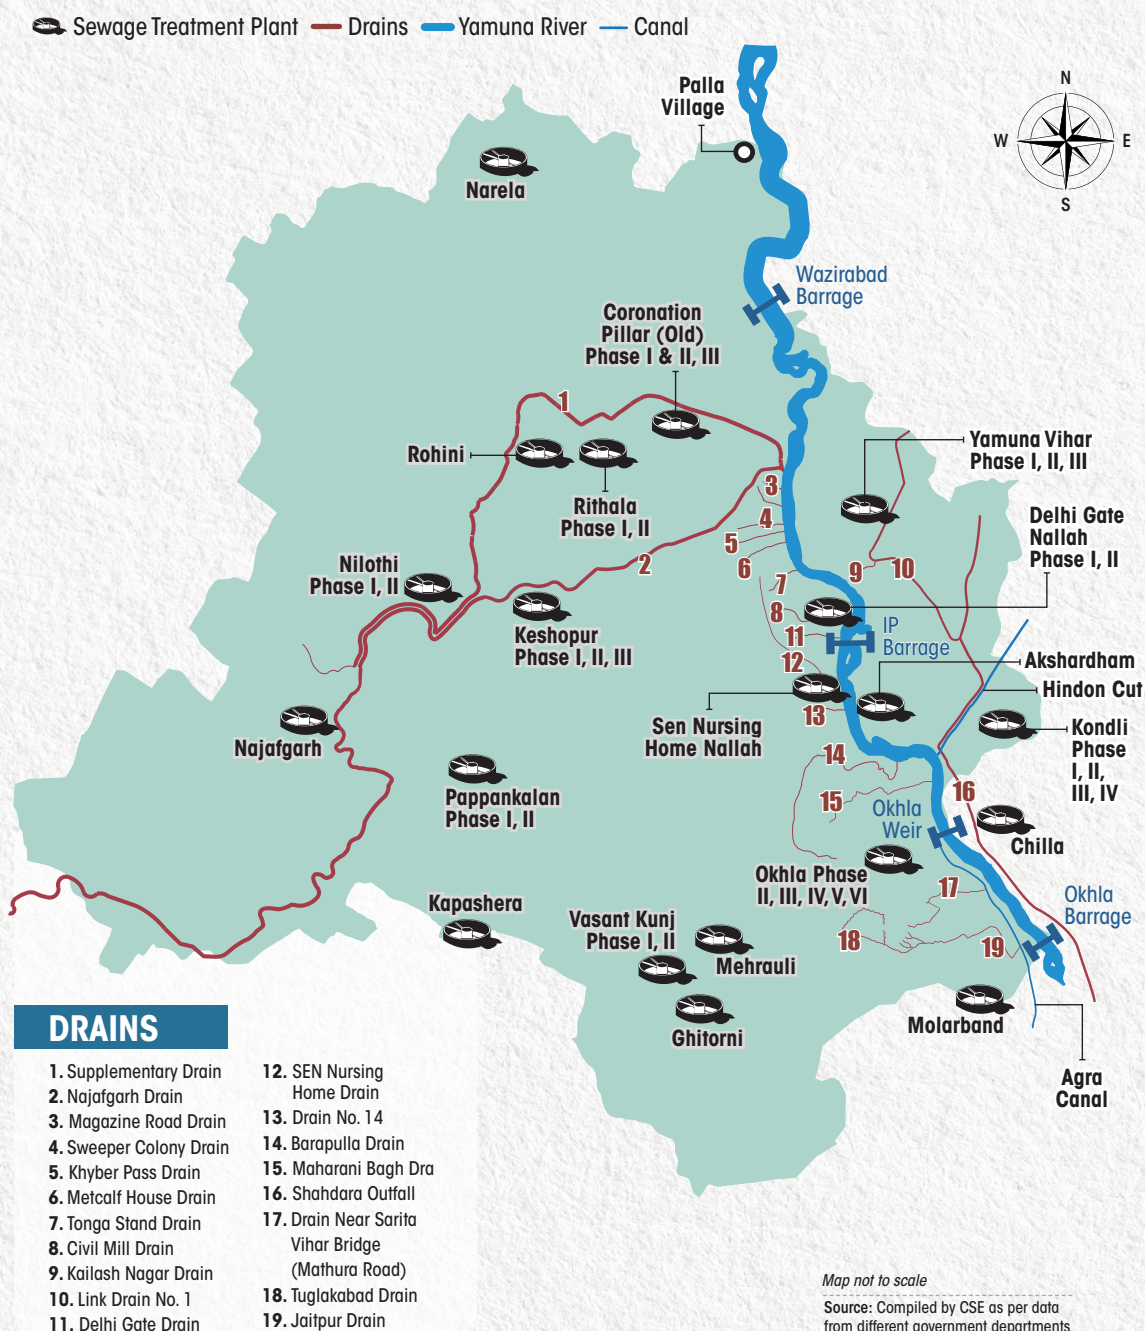 Sewage Treatment Plant
Drains
Yamuna River
Canal
Palla
Village
N
W
E
S
Narela
Wazirabad
Barrage
Coronation
Pillar (Old)
Phase I & II, III
1
Rohini
Rithala
Phase I, II
Yamuna Vihar
Phase I, II, III
3
4
5
6
2
7
9
10
Delhi Gate
Nallah
Phase I, II
Nilothi
Phase I, II
Keshopur
Phase I, II, III
8
11
12
IP
Barrage
Akshardham
Hindon Cut
Sen Nursing
Home Nallah
13
Kondli
Phase
I, II,
III, IV
Najafgarh
Pappankalan
Phase I, II
14
15
16
Okhla
Weir
Chilla
Okhla Phase
II, III, IV, V, VI
17
Okhla
Barrage
Kapashera
Vasant Kunj
Phase I, II
Mehrauli
18
19
Ghitorni
Molarband
Agra
Canal
DRAINS
1. Supplementary Drain
2. Najafgarh Drain
3. Magazine Road Drain
4. Sweeper Colony Drain
5. Khyber Pass Drain
6. Metcalf House Drain
7. Tonga Stand Drain
8. Civil Mill Drain
9. Kailash Nagar Drain
10. Link Drain No. 1
11. Delhi Gate Drain
12. SEN Nursing
Home Drain
13. Drain No. 14
14. Barapulla Drain
15. Maharani Bagh Dra
16. Shahdara Outfall
17. Drain Near Sarita
Vihar Bridge
(Mathura Road)
18. Tuglakabad Drain
19. Jaitpur Drain
Map not to scale
Source: Compiled by CSE as per data
from different government departments